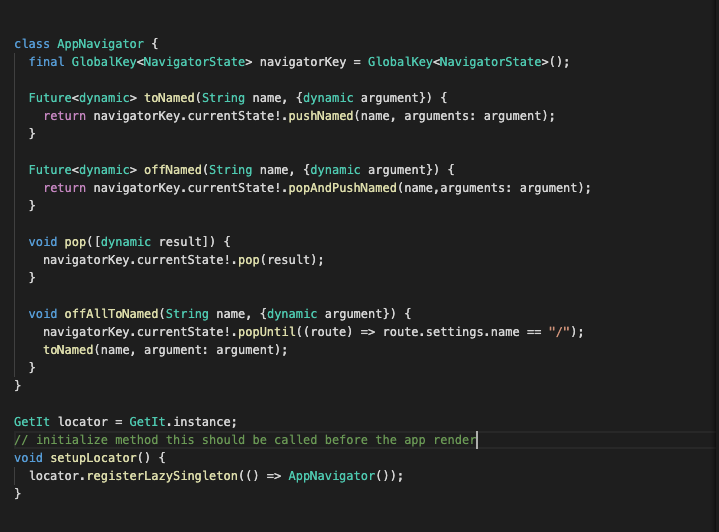 class AppNavigator {
final GlobalKey<NavigatorState> navigatorKey = GlobalKey<NavigatorState>();
Future<dynamic> toNamed(String name, {dynamic argument}) {
return navigatorKey.currentState!.pushNamed(name, arguments: argument);
}
Future<dynamic> offNamed(String name, {dynamic argument}) {
return navigatorKey.currentState!.popAndPushNamed(name,arguments: argument);
}
void pop([dynamic result]) {
navigatorKey.currentState!.pop(result);
}
void offAllToNamed(String name, {dynamic argument}) {
navigatorKey.currentState!.popUntil((route) => route.settings.name == "/");
toNamed(name, argument: argument);
}
}
GetIt locator = GetIt.instance;
// initialize method this should be called before the app render
void setupLocator() {
locator.registerLazySingleton(() => AppNavigator());
}